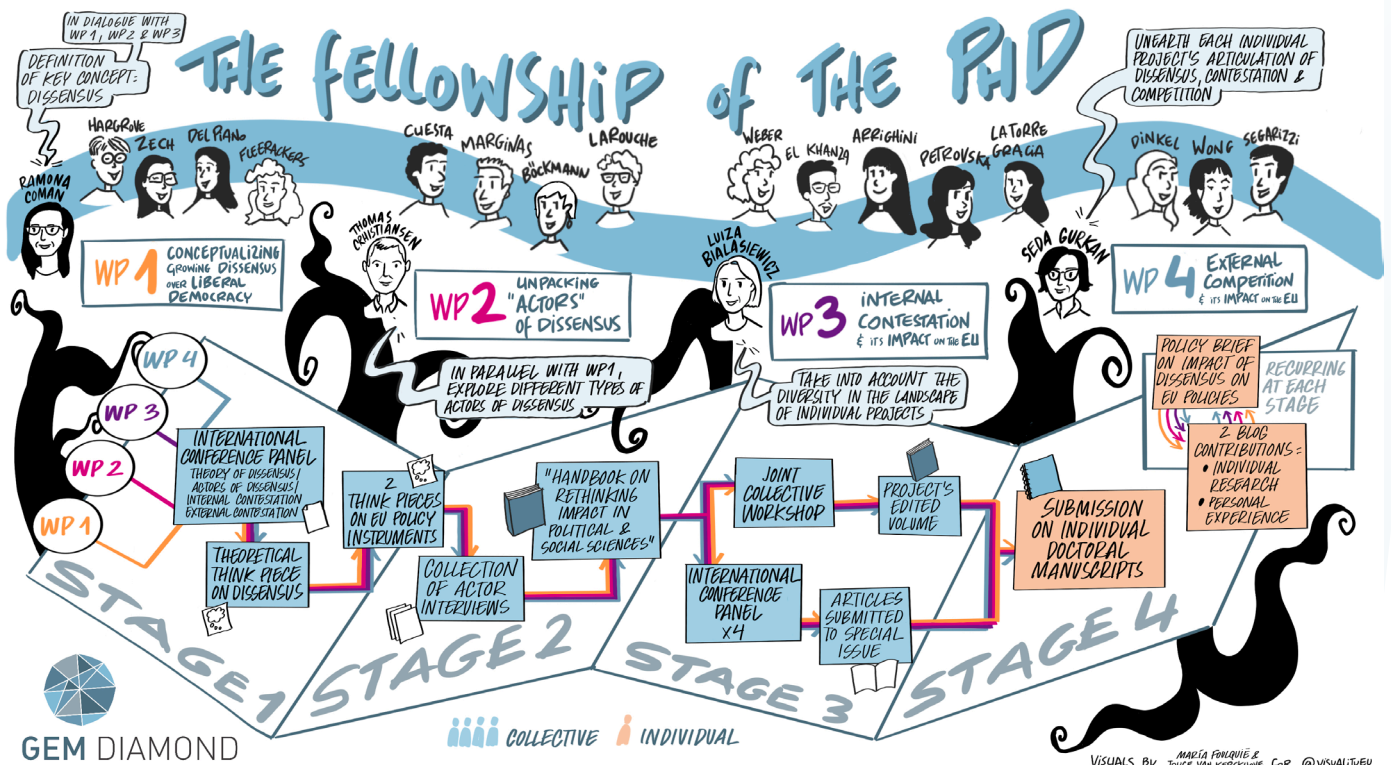 IN DIALOGUE WITH
WP1, WP2 & WP3
DEFINITION
OF KEY CONCEPT:
DISSENSUS
THE FELLOWSHIP of THE PHD
UNEARTH EACH INDIVIDUAL
PROJECT'S ARTICULATION OF
DISSENSUS, CONTESTATION &
COMPETITION
RAMONA
COMAN
HARGROVE
ZECH
DEL PIANO
FLEERACKERS
CUESTA
MARGINAS
BÖCKMANN
LAROUCHE
WEBER
EL KHANZA
ARRIGHINI
PETROVSKA
LATORRE
GRACIA
DINKEL
WONG
SEGARIZZI
THOMAS
CHRISTIANSEN
LUIZA
BIALASIEWICZ
SEDA GURKAN
WP 1 CONCEPTUALIZING
GROWING DISSENSUS
OVER LIBERAL
DEMOCRACY
WP 2 UNPACKING
"ACTORS"
OF DISSENSUS
WP 3 INTERNAL
CONTESTATION
& ITS IMPACT ON THE EU
WP 4 EXTERNAL
COMPETITION
& ITS IMPACT ON THE EU
IN PARALLEL WITH WP1,
EXPLORE DIFFERENT TYPES OF
ACTORS OF DISSENSUS
TAKE INTO ACCOUNT THE
DIVERSITY IN THE LANDSCAPE
OF INDIVIDUAL PROJECTS
WP 4
WP 3
WP 2
WP 1
INTERNATIONAL
CONFERENCE PANEL
THEORY OF DISSENSUS/
ACTORS OF DISSENSUS/
INTERNAL CONTESTATION
EXTERNAL CONTESTATION
THEORETICAL
THINK PIECE
ON DISSENSUS
2
THINK PIECES
ON EU POLICY
INSTRUMENTS
COLLECTION
OF ACTOR
INTERVIEWS
"HANDBOOK ON
RETHINKING
IMPACT IN
POLITICAL &
SOCIAL SCIENCES"
JOINT
COLLECTIVE
WORKSHOP
PROJECT'S
EDITED
VOLUME
INTERNATIONAL
CONFERENCE
PANEL
x4
ARTICLES
SUBMITTED
TO SPECIAL
ISSUE
SUBMISSION
ON INDIVIDUAL
DOCTORAL
MANUSCRIPTS
POLICY BRIEF
ON IMPACT OF
DISSENSUS ON
EU POLICIES
RECURRING
AT EACH
STAGE
2 BLOG
CONTRIBUTIONS:
• INDIVIDUAL
RESEARCH
• PERSONAL
EXPERIENCE
STAGE 1
STAGE 2
STAGE 3
STAGE 4
GEM DIAMOND
COLLECTIVE
INDIVIDUAL
MARÍA FOULQUIÉ &
VISUALS BY FOR @VISUALITYEU